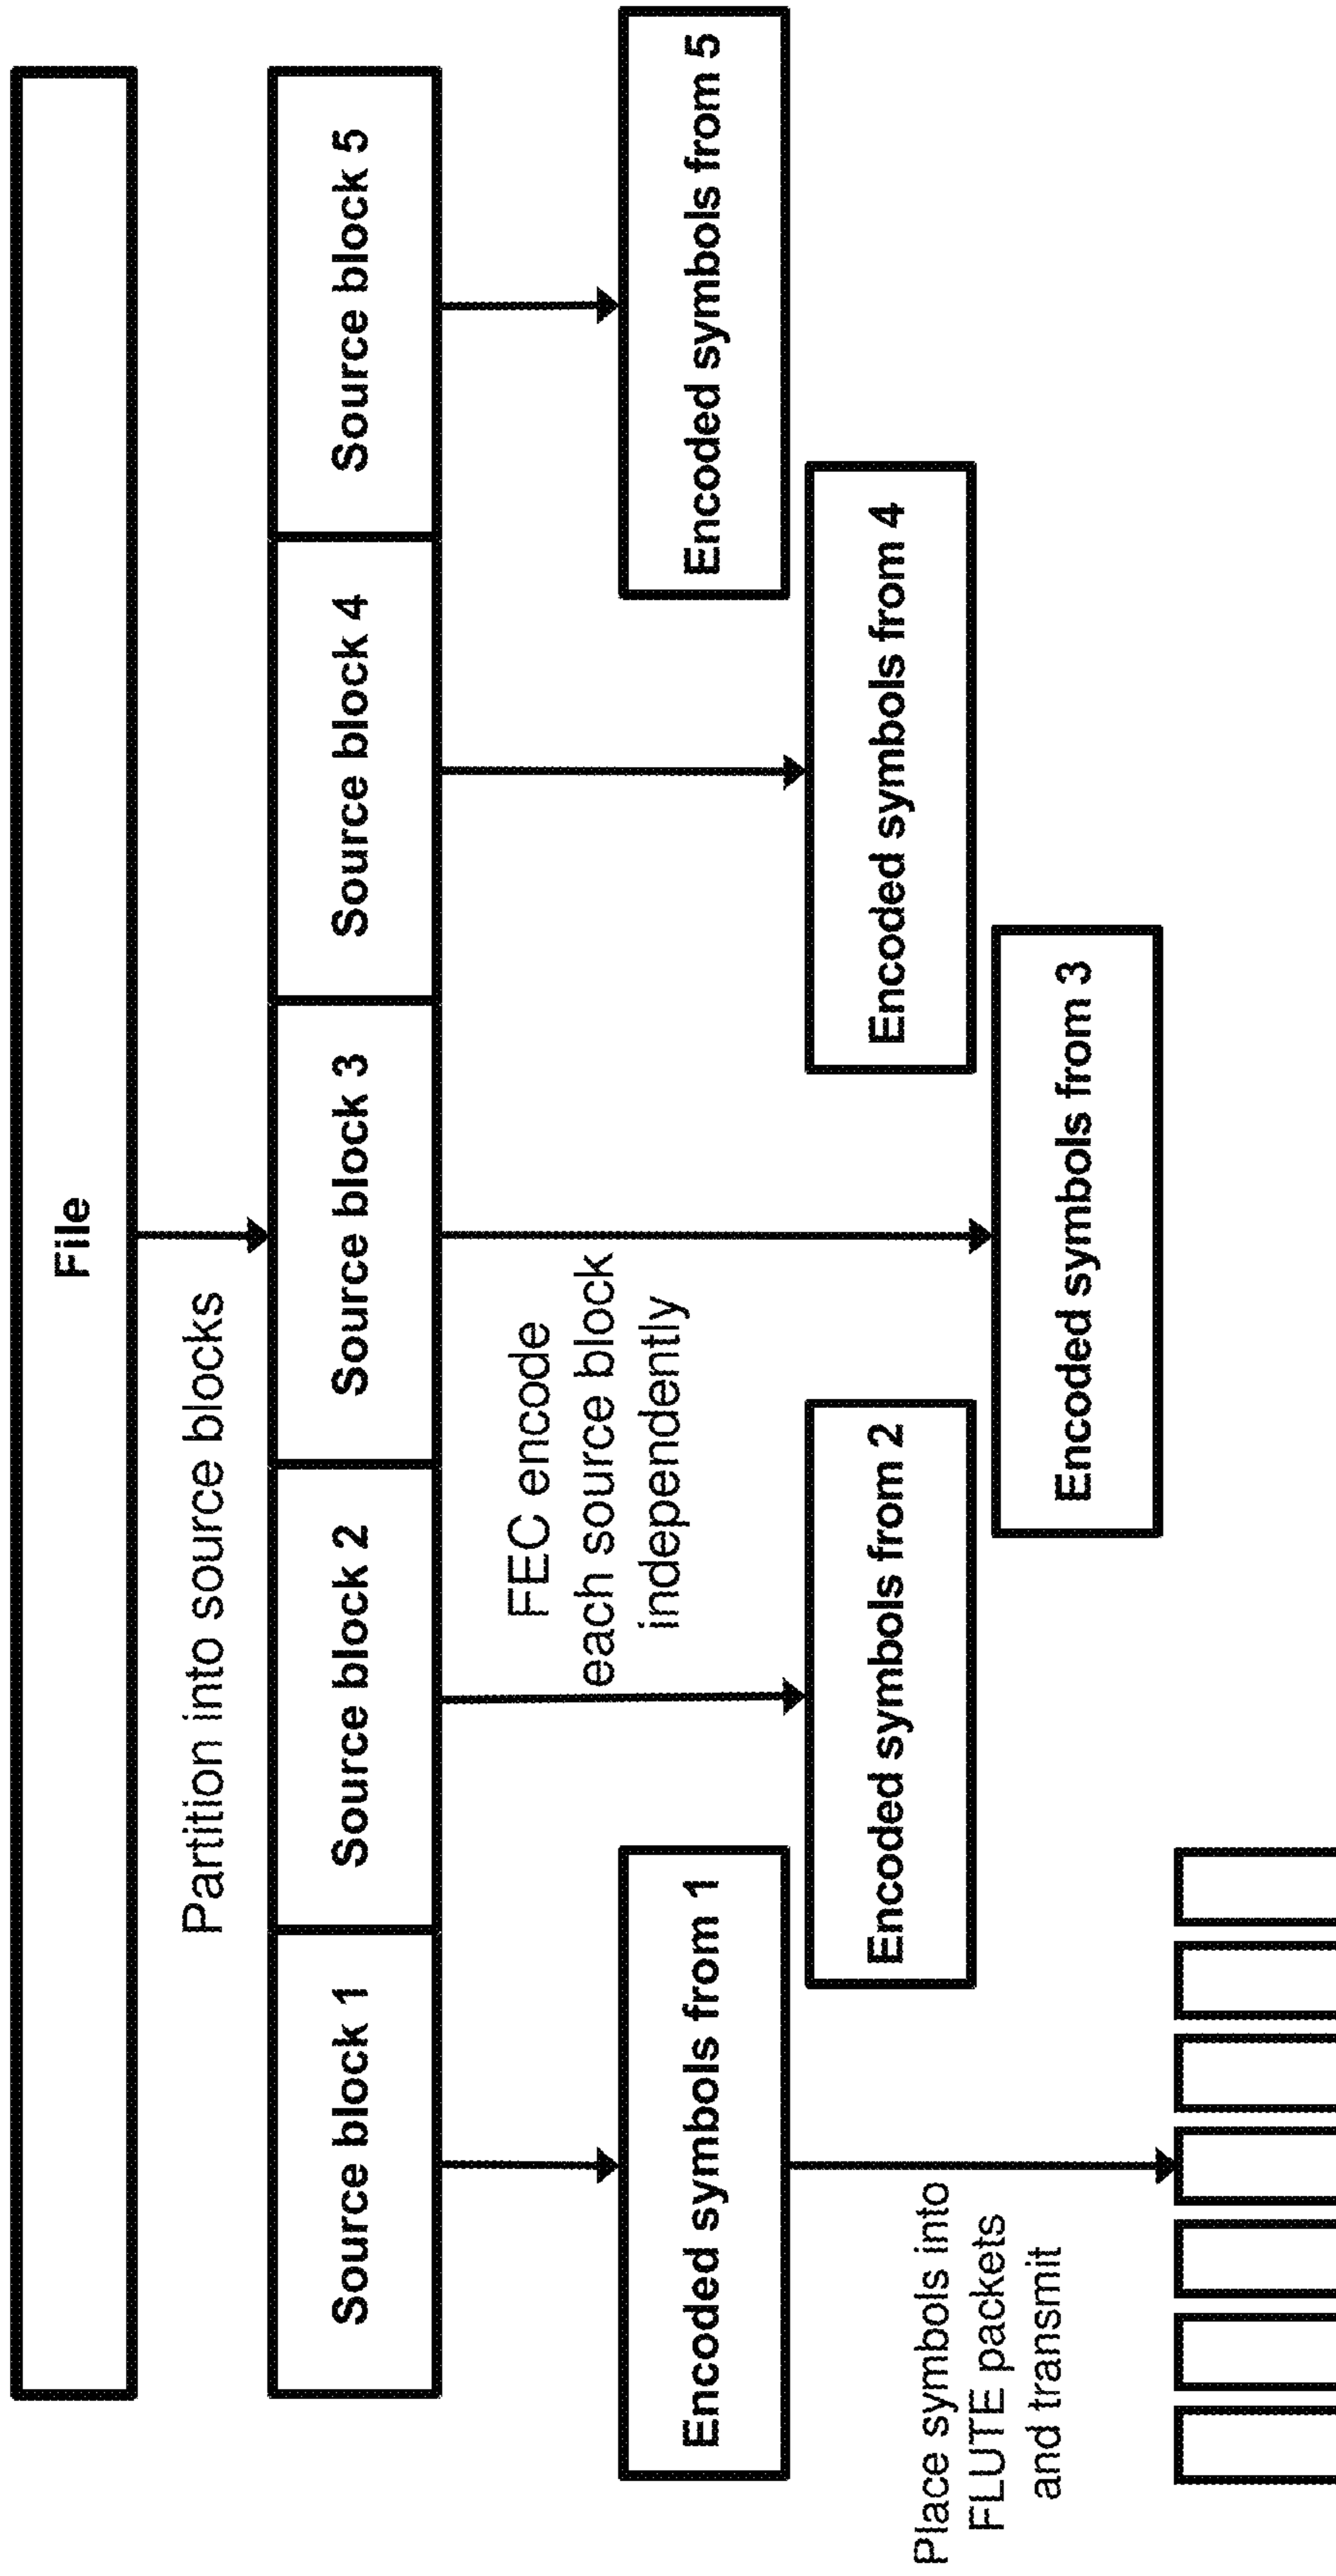 File
Partition into source blocks
Source block 1
Source block 2
Source block 3
Source block 4
Source block 5
FEC encode
each source block
independently
Encoded symbols from 1
Encoded symbols from 5
Encoded symbols from 2
Encoded symbols from 4
Encoded symbols from 3
Place symbols into
FLUTE packets
and transmit